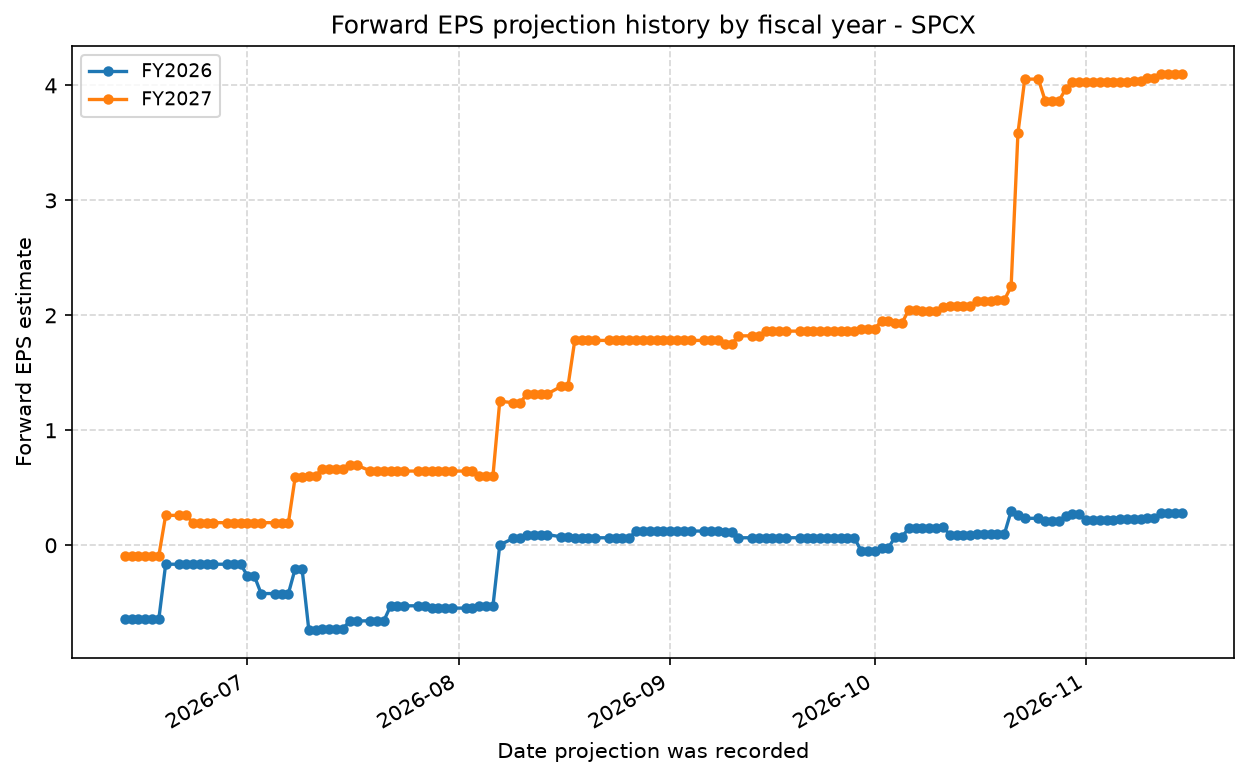 Forward EPS projection history by fiscal year - SPCX
FY2026
FY2027
Forward EPS estimate
4
3
2
1
0
2026-07
2026-08
2026-09
2026-10
2026-11
Date projection was recorded